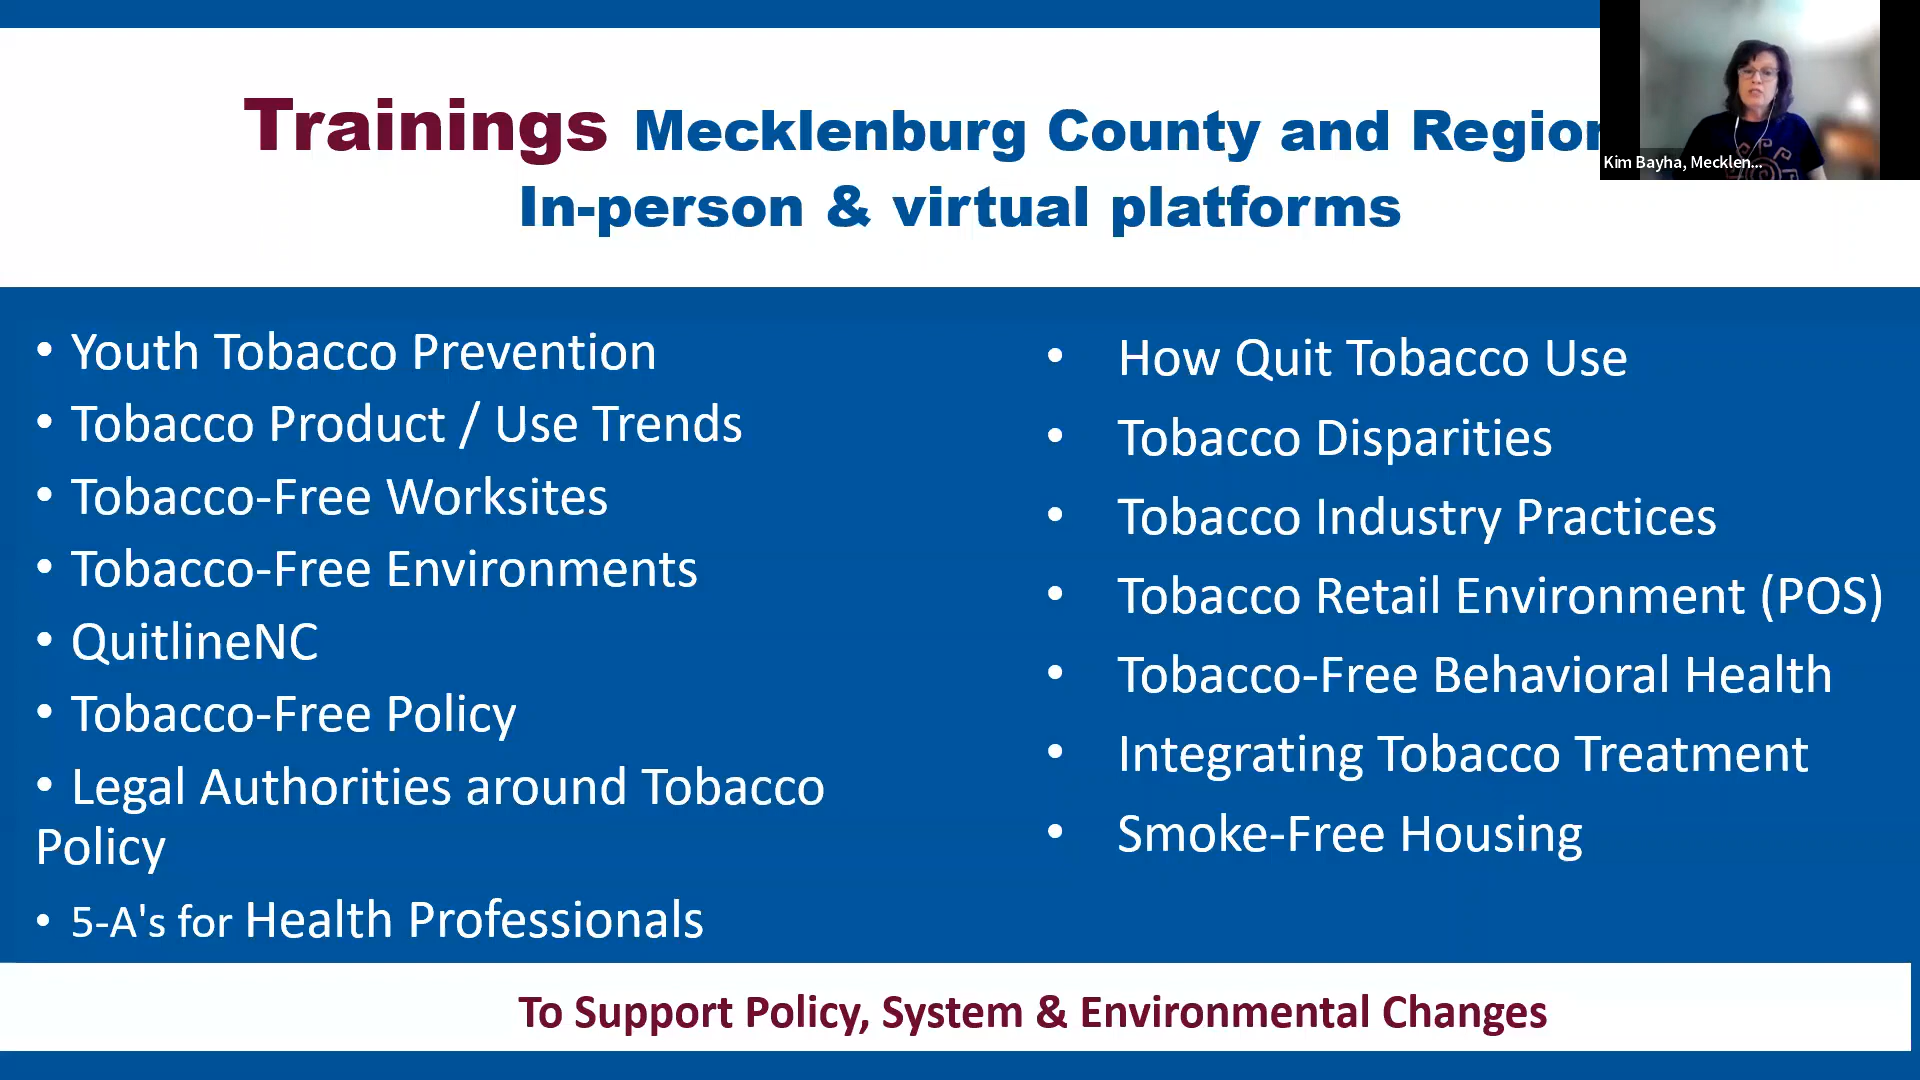 Trainings Mecklenburg County and Region
In-person & virtual platforms
Kim Bayha, Mecklen...
• Youth Tobacco Prevention
• Tobacco Product / Use Trends
• Tobacco-Free Worksites
• Tobacco-Free Environments
• QuitlineNC
• Tobacco-Free Policy
• Legal Authorities around Tobacco
Policy
• 5-A's for Health Professionals
• How Quit Tobacco Use
• Tobacco Disparities
• Tobacco Industry Practices
• Tobacco Retail Environment (POS)
• Tobacco-Free Behavioral Health
• Integrating Tobacco Treatment
• Smoke-Free Housing
To Support Policy, System & Environmental Changes